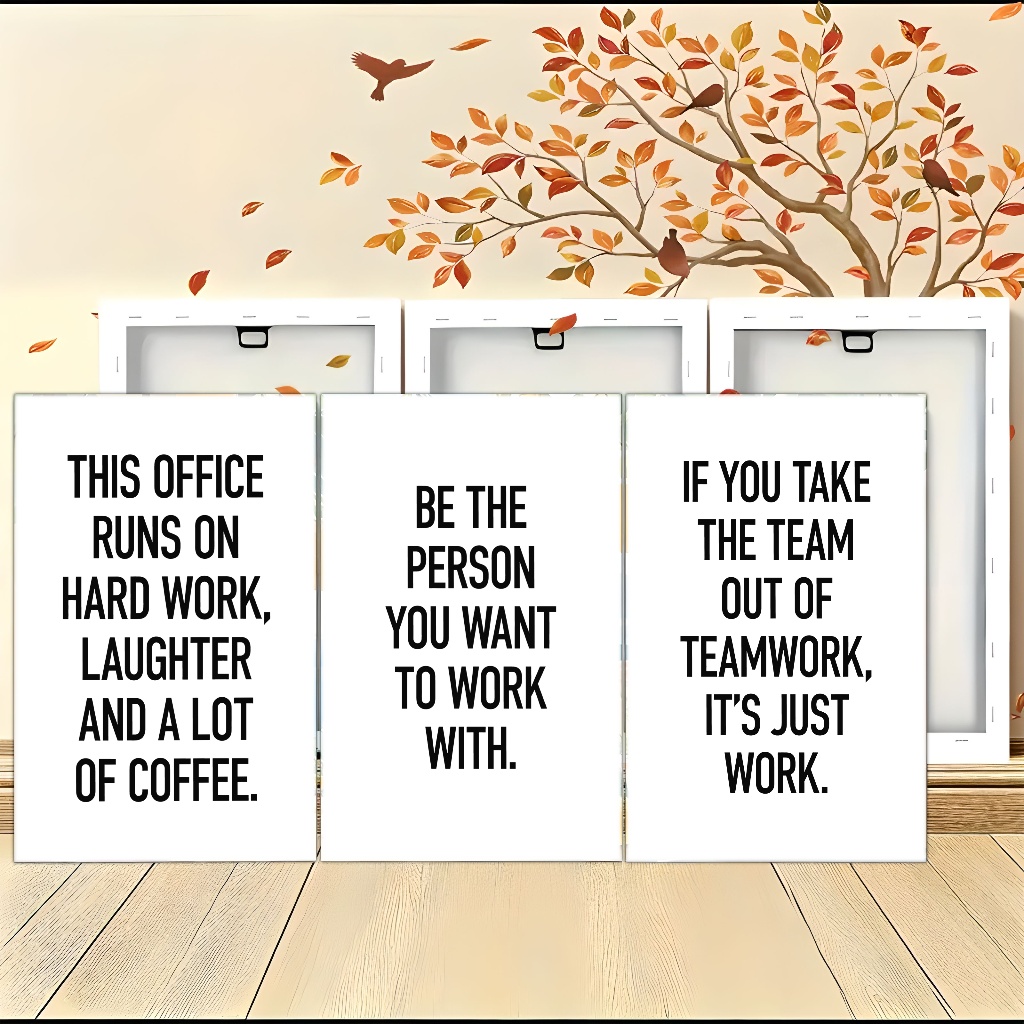 THIS OFFICE
RUNS ON
HARD WORK,
LAUGHTER
AND A LOT
OF COFFEE.
BE THE
PERSON
YOU WANT
TO WORK
WITH.
IF YOU TAKE
THE TEAM
OUT OF
TEAMWORK,
IT'S JUST
WORK.